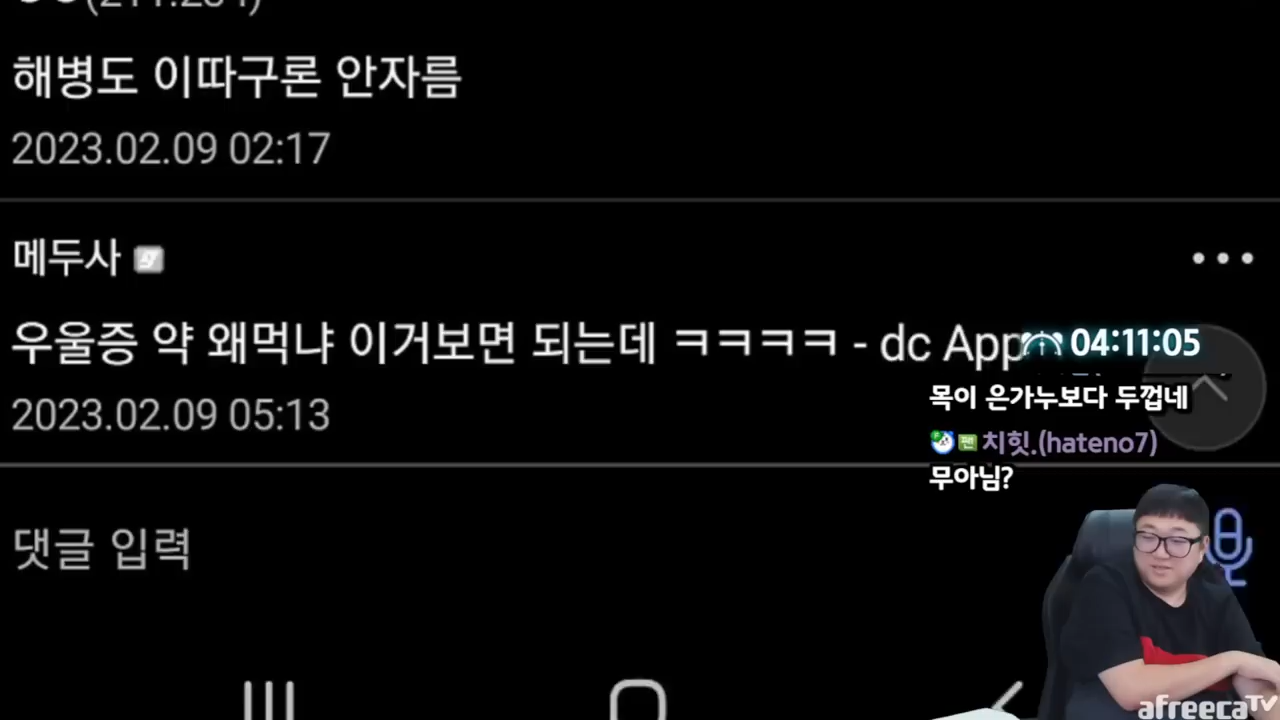 해병도 이따구론 안자름
2023.02.09 02:17
메두사
우울증 약 왜먹냐 이거보면 되는데 ㅋㅋㅋㅋ - dc App
04:11:05
2023.02.09 05:13
목이 은가누보다 두껍네
팬 치힛.(hateno7)
무아님?
댓글 입력
afreecaTV